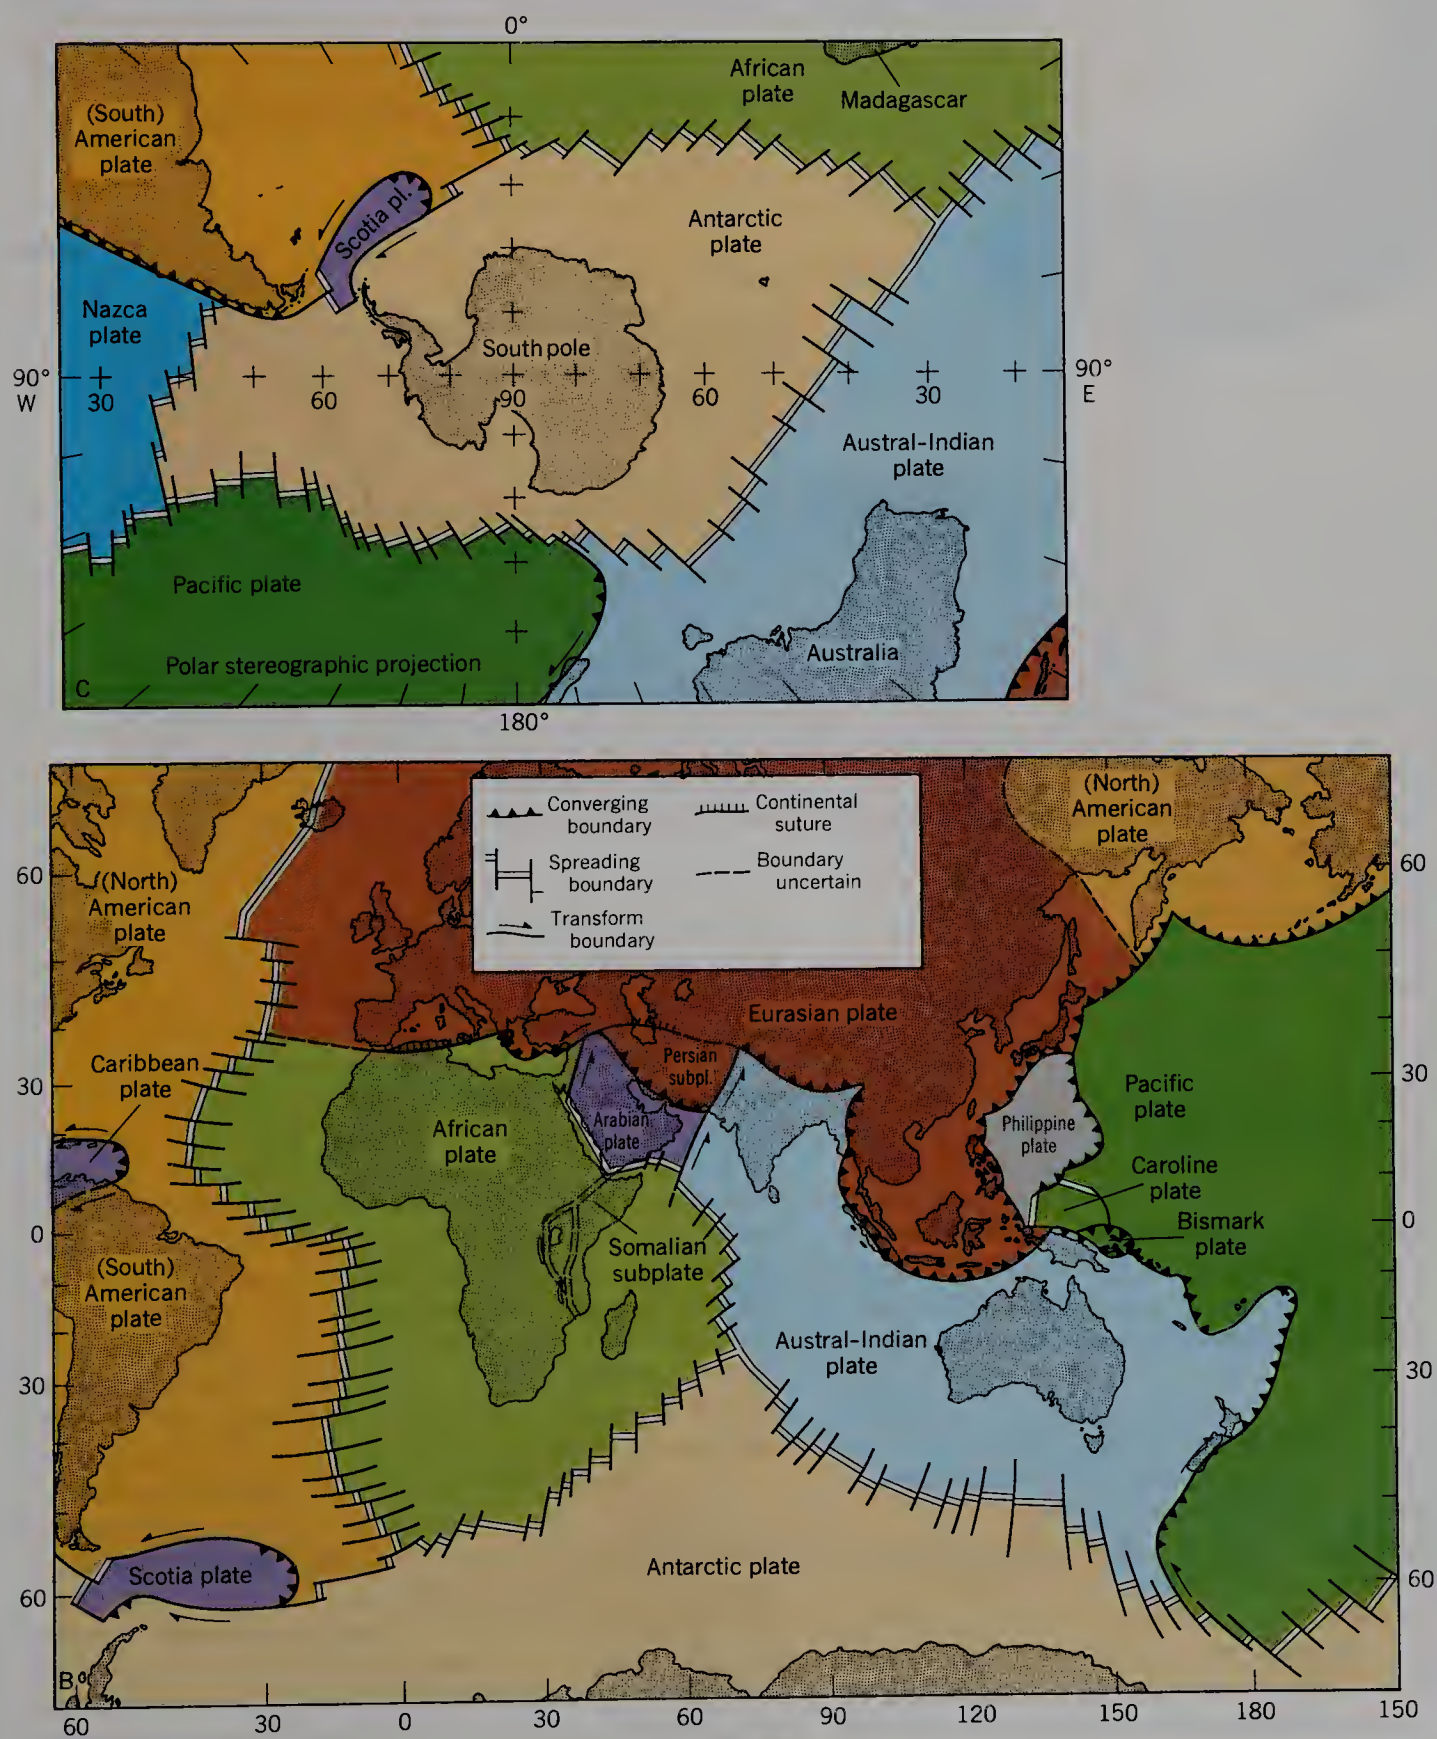 0°
African
plate
Madagascar
(South)
American
plate
Scotia pl.
Antarctic
plate
Nazca
plate
South pole
90°
W
30
60
90
60
30
90°
E
Austral-Indian
plate
Pacific plate
Australia
Polar stereographic projection
C
180°
Converging
boundary
Continental
suture
Spreading
boundary
Boundary
uncertain
Transform
boundary
(North)
American
plate
60
60
(North)
American
plate
Eurasian plate
Caribbean
plate
Persian
subpl.
30
30
Pacific
plate
African
plate
Arabian
plate
Philippine
plate
Caroline
plate
Bismark
plate
0
0
Somalian
subplate
(South)
American
plate
Austral-Indian
plate
30
30
Antarctic plate
Scotia plate
60
60
B
60
30
0
30
60
90
120
150
180
150